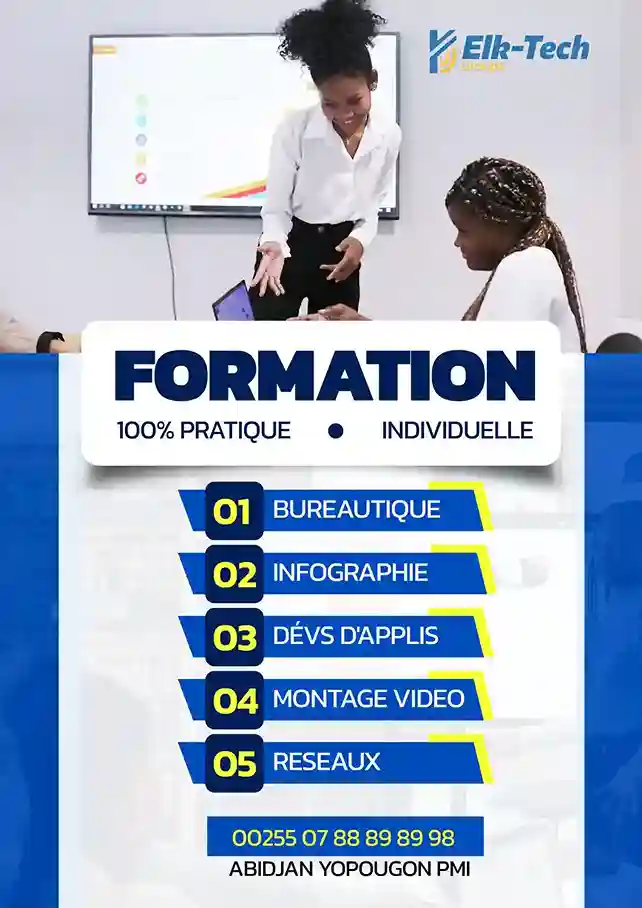 Elk-Tech
FORMATION
100% PRATIQUE • INDIVIDUELLE
01 BUREAUTIQUE
02 INFOGRAPHIE
03 DÉVS D'APPLIS
04 MONTAGE VIDEO
05 RESEAUX
00255 07 88 89 89 98
ABIDJAN YOPOUGON PMI